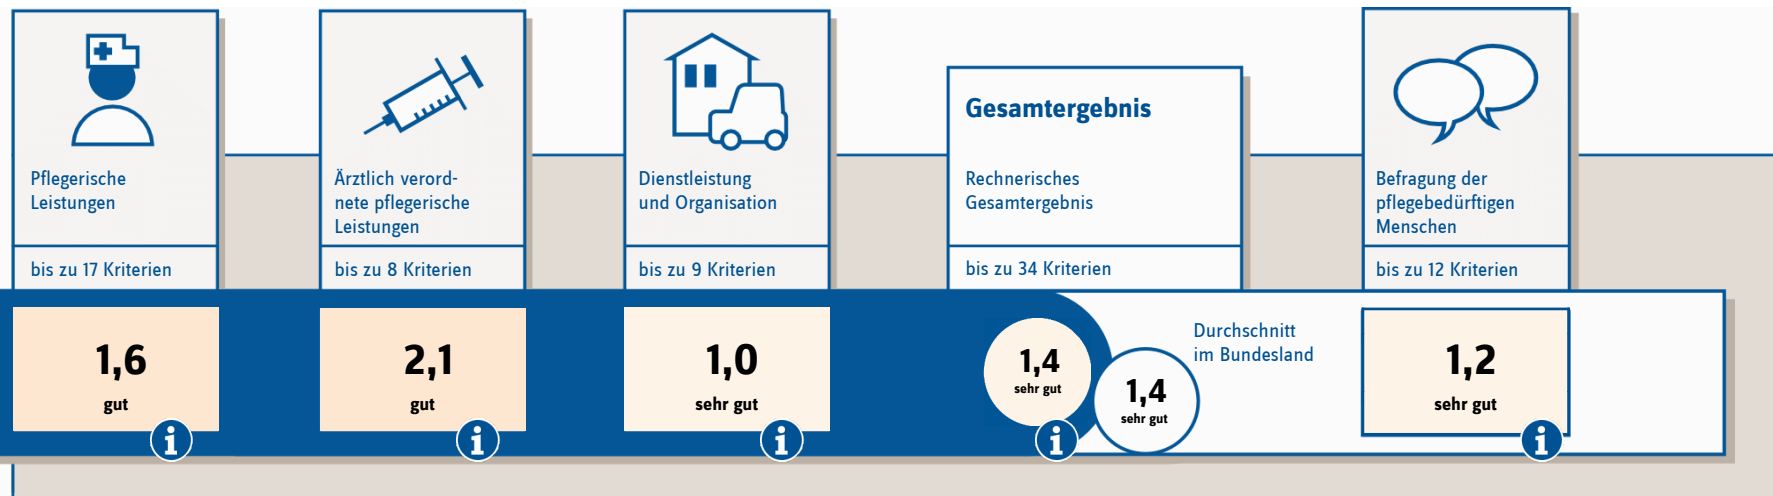 Pflegerische
Leistungen
bis zu 17 Kriterien
1,6
gut
i
Ärztlich verord-
nete pflegerische
Leistungen
bis zu 8 Kriterien
2,1
gut
i
Dienstleistung
und Organisation
bis zu 9 Kriterien
1,0
sehr gut
i
Gesamtergebnis
Rechnerisches
Gesamtergebnis
bis zu 34 Kriterien
1,4
sehr gut
i
Durchschnitt
im Bundesland
1,4
sehr gut
Befragung der
pflegebedürftigen
Menschen
bis zu 12 Kriterien
1,2
sehr gut
i